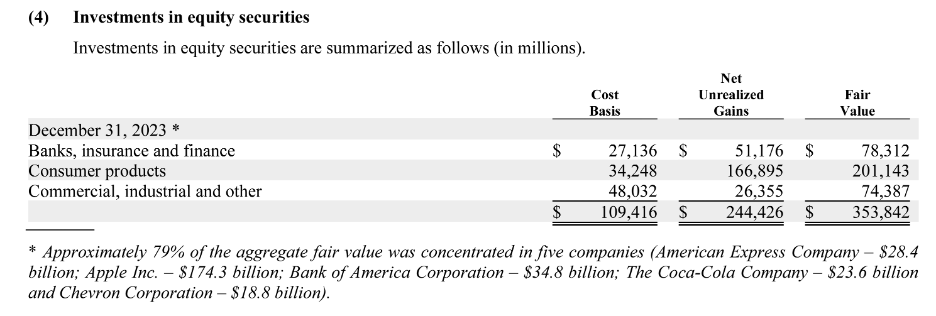 (4) Investments in equity securities
Investments in equity securities are summarized as follows (in millions).
Net
Cost Unrealized Fair
Basis Gains Value
December 31, 2023 *
Banks, insurance and finance $ 27,136 $ 51,176 $ 78,312
Consumer products 34,248 166,895 201,143
Commercial, industrial and other 48,032 26,355 74,387
$ 109,416 $ 244,426 $ 353,842
* Approximately 79% of the aggregate fair value was concentrated in five companies (American Express Company – $28.4
billion; Apple Inc. – $174.3 billion; Bank of America Corporation – $34.8 billion; The Coca-Cola Company – $23.6 billion
and Chevron Corporation – $18.8 billion).